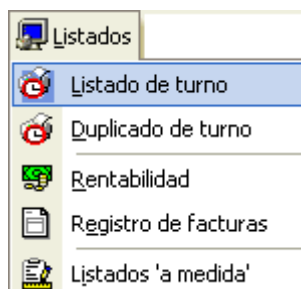 Listados
Listado de turno
Duplicado de turno
Rentabilidad
Registro de facturas
Listados 'a medida'